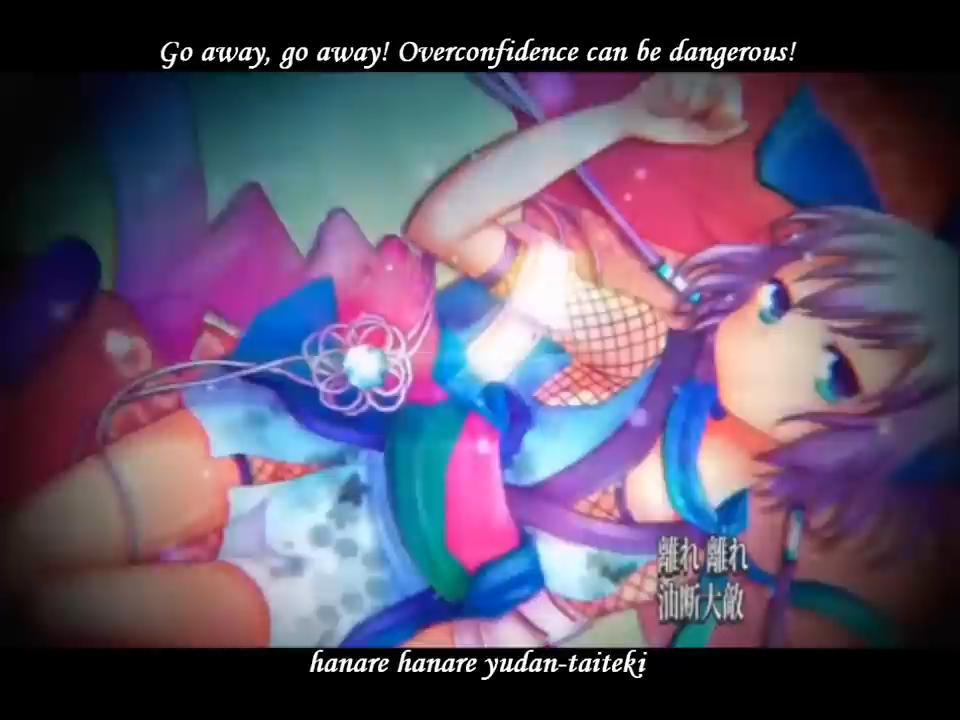 Go away, go away! Overconfidence can be dangerous!
離れ 離れ
油断大敵
hanare hanare yudan-taiteki